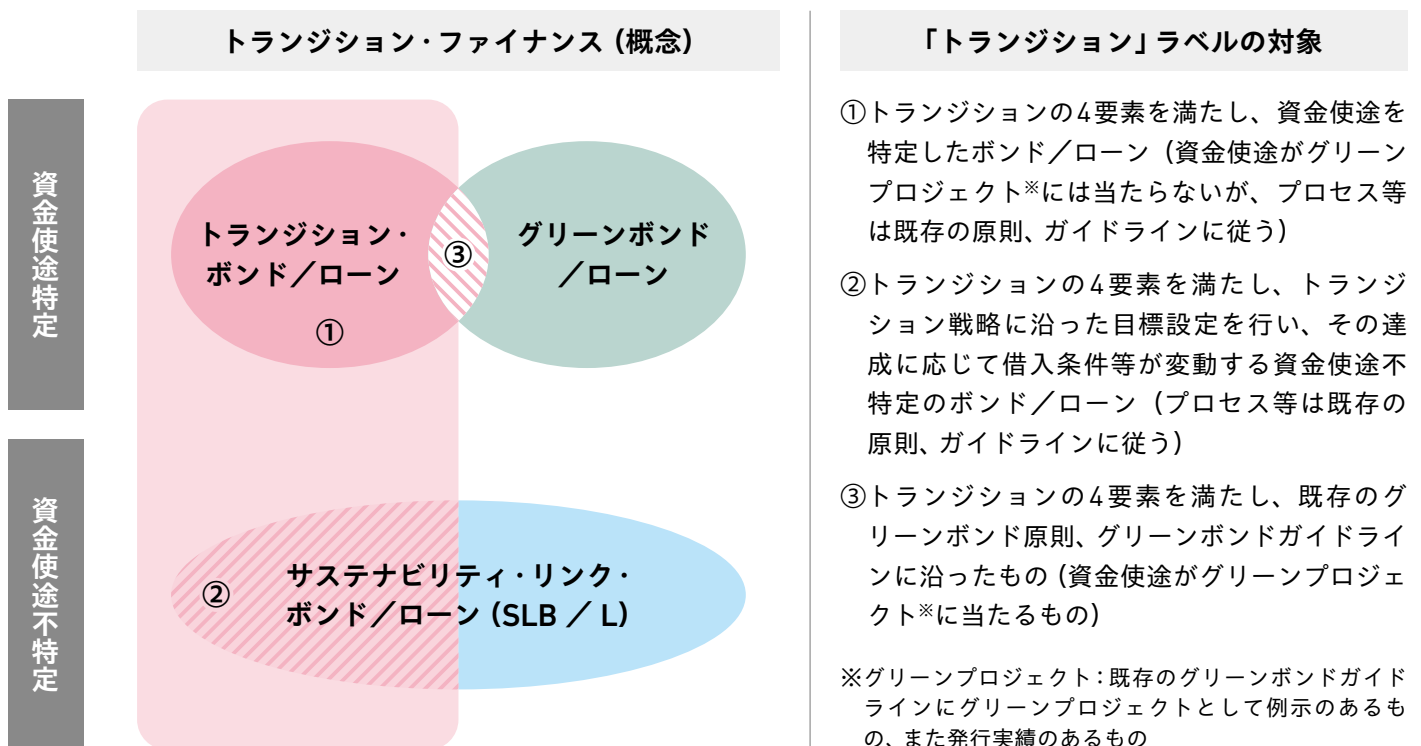 トランジション・ファイナンス（概念）
資金使途特定
トランジション・
ボンド／ローン
①
③
グリーンボンド
／ローン
資金使途不特定
②
サステナビリティ・リンク・
ボンド／ローン（SLB ／ L）
「トランジション」ラベルの対象
①トランジションの4要素を満たし、資金使途を
特定したボンド／ローン（資金使途がグリーン
プロジェクト※には当たらないが、プロセス等
は既存の原則、ガイドラインに従う）
②トランジションの4要素を満たし、トランジ
ション戦略に沿った目標設定を行い、その達
成に応じて借入条件等が変動する資金使途不
特定のボンド／ローン（プロセス等は既存の
原則、ガイドラインに従う）
③トランジションの4要素を満たし、既存のグ
リーンボンド原則、グリーンボンドガイドライ
ンに沿ったもの（資金使途がグリーンプロジェ
クト※に当たるもの）
※グリーンプロジェクト：既存のグリーンボンドガイド
ラインにグリーンプロジェクトとして例示のあるも
の、また発行実績のあるもの